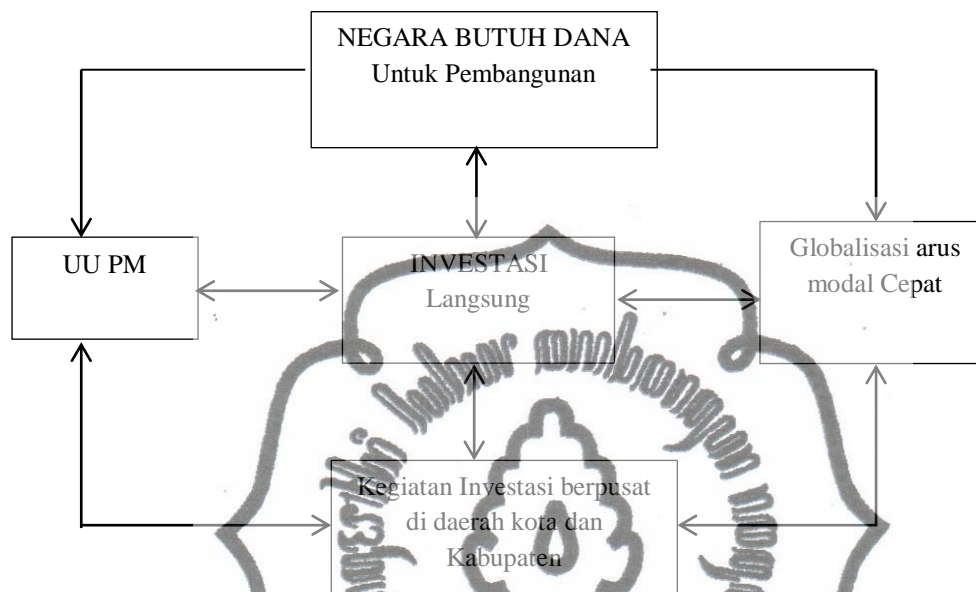 NEGARA BUTUH DANA
Untuk Pembangunan
UU PM
INVESTASI
Langsung
Globalisasi arus
modal Cepat
Kegiatan Investasi berpusat
di daerah kota dan
Kabupaten